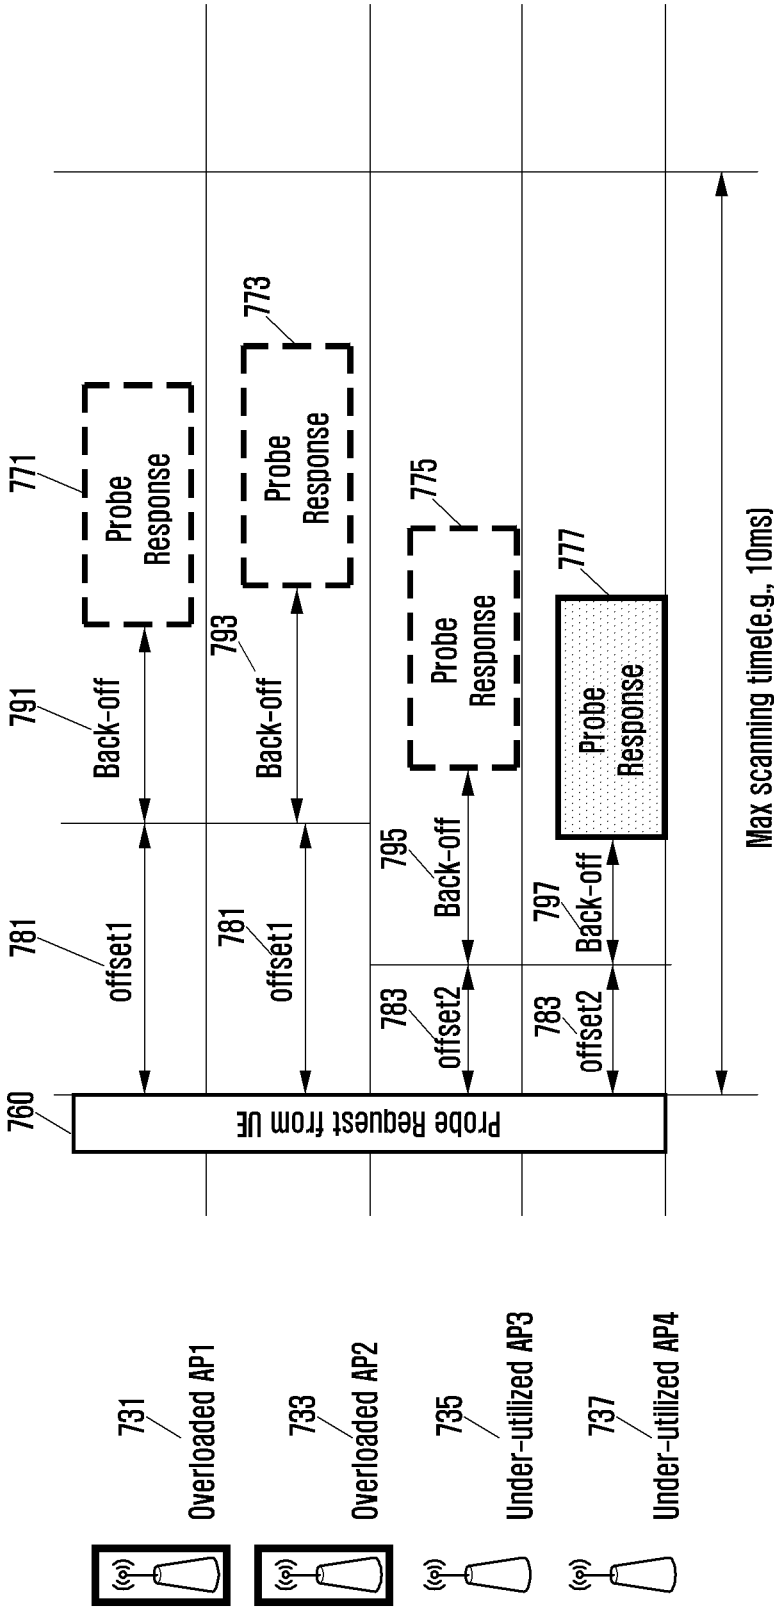 731
Overloaded AP1
760
Probe Request from UE
781
offset1
791
Back-off
771
Probe
Response
733
Overloaded AP2
781
offset1
793
Back-off
773
Probe
Response
735
Under-utilized AP3
783
offset2
795
Back-off
775
Probe
Response
737
Under-utilized AP4
783
offset2
797
Back-off
777
Probe
Response
Max scanning time(e.g., 10ms)